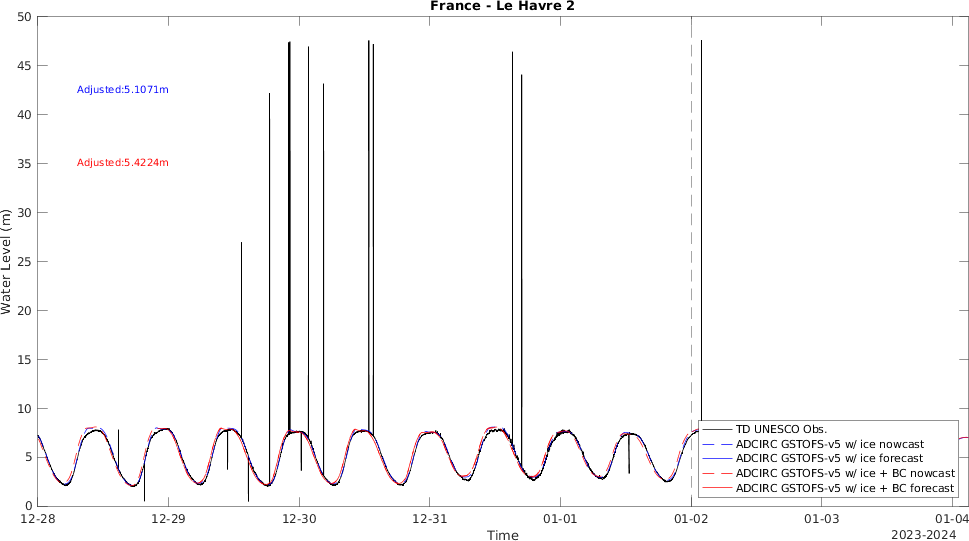 France - Le Havre 2
50
45
40
35
30
25
20
15
10
5
0
Water Level (m)
Adjusted:5.1071m
Adjusted:5.4224m
TD UNESCO Obs.
ADCIRC GSTOFS-v5 w/ ice nowcast
ADCIRC GSTOFS-v5 w/ ice forecast
ADCIRC GSTOFS-v5 w/ ice + BC nowcast
ADCIRC GSTOFS-v5 w/ ice + BC forecast
12-28 12-29 12-30 12-31 01-01 01-02 01-03 01-04
Time
2023-2024